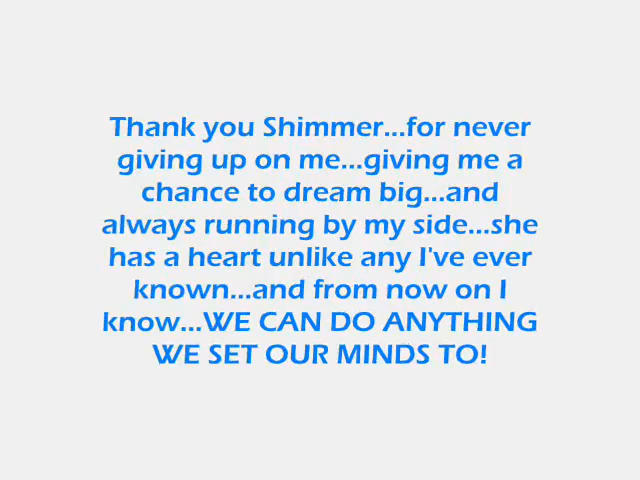 Thank you Shimmer...for never
giving up on me...giving me a
chance to dream big...and
always running by my side...she
has a heart unlike any I've ever
known...and from now on I
know...WE CAN DO ANYTHING
WE SET OUR MINDS TO!